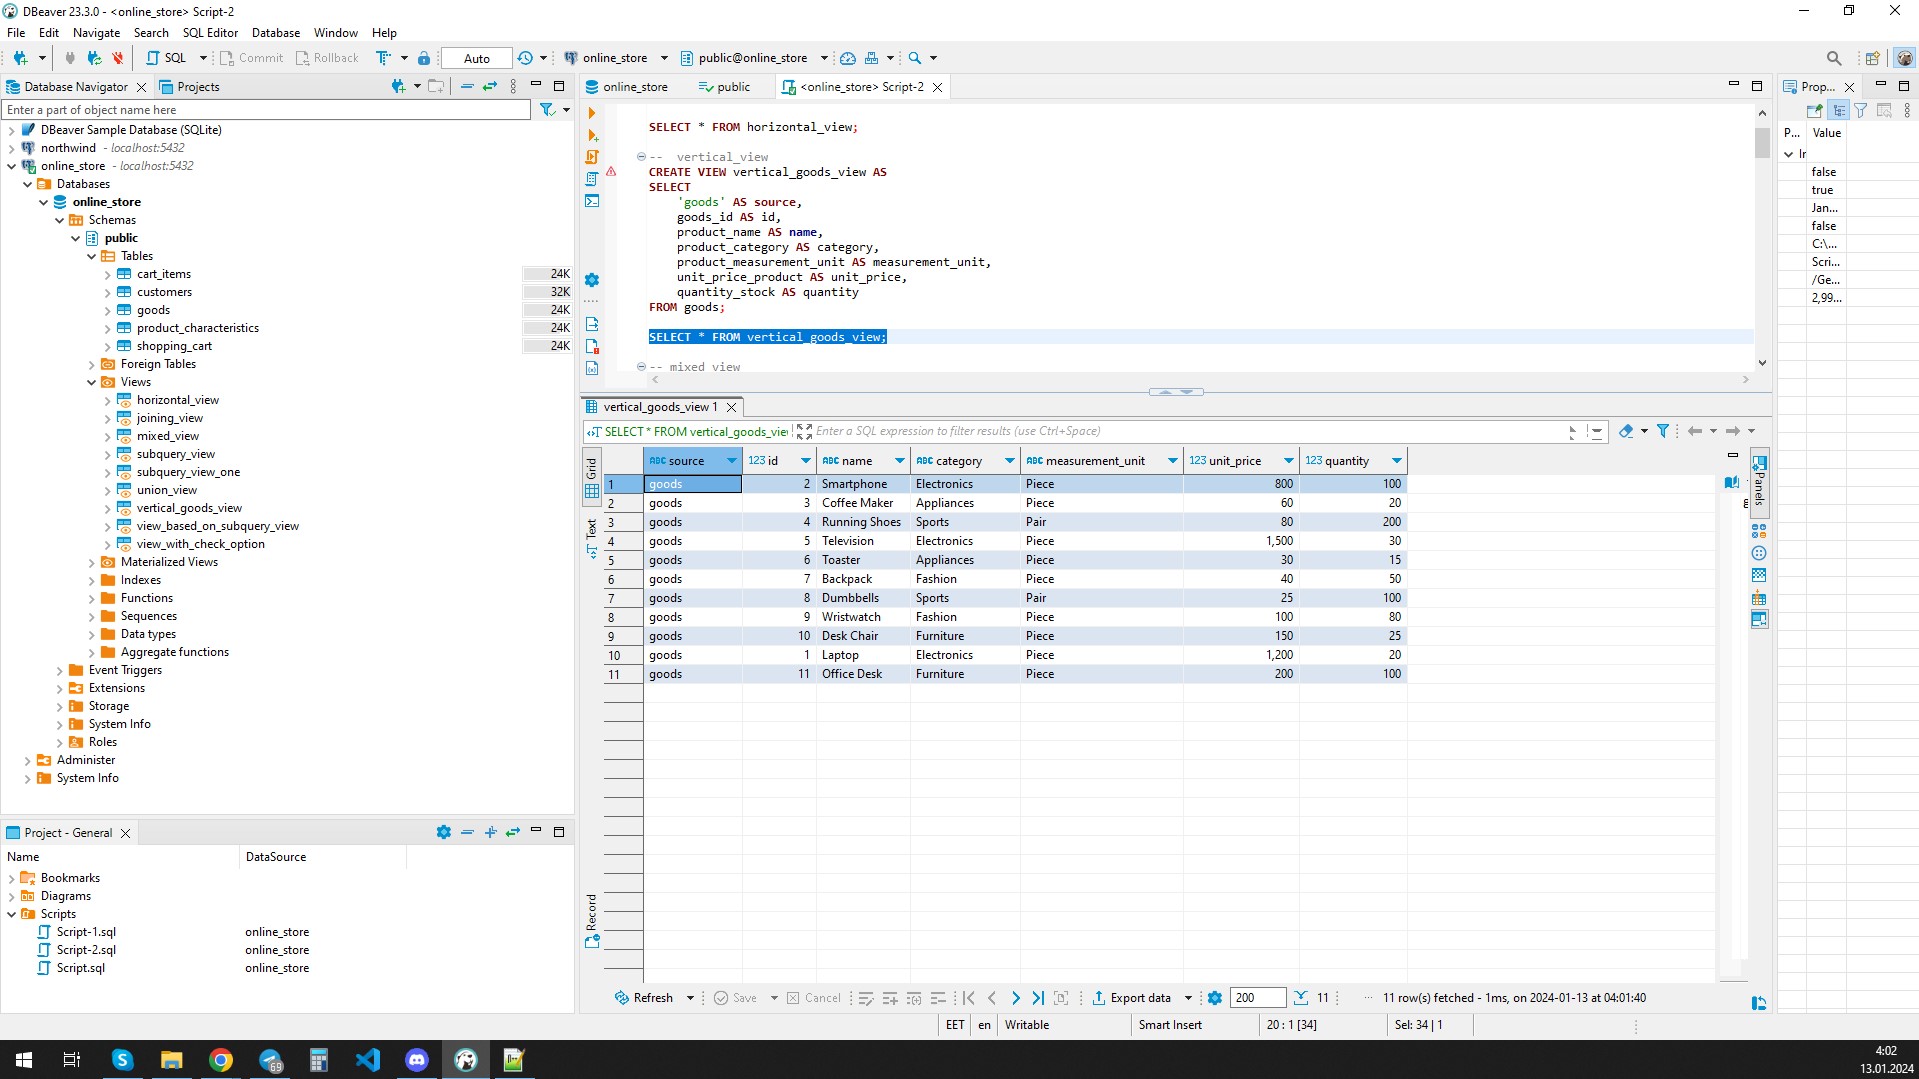 DBeaver 23.3.0 - <online_store> Script-2
File Edit Navigate Search SQL Editor Database Window Help
SQL Commit Rollback Auto online_store public@online_store
Database Navigator Projects
Enter a part of object name here
DBeaver Sample Database (SQLite)
northwind - localhost:5432
online_store - localhost:5432
Databases
online_store
Schemas
public
Tables
cart_items 24K
customers 32K
goods 24K
product_characteristics 24K
shopping_cart 24K
Foreign Tables
Views
horizontal_view
joining_view
mixed_view
subquery_view
subquery_view_one
union_view
vertical_goods_view
view_based_on_subquery_view
view_with_check_option
Materialized Views
Indexes
Functions
Sequences
Data types
Aggregate functions
Event Triggers
Extensions
Storage
System Info
Roles
Administer
System Info
Project - General
Name DataSource
Bookmarks
Diagrams
Scripts
Script-1.sql online_store
Script-2.sql online_store
Script.sql online_store
online_store public <online_store> Script-2
SELECT * FROM horizontal_view;
-- vertical_view
CREATE VIEW vertical_goods_view AS
SELECT
'goods' AS source,
goods_id AS id,
product_name AS name,
product_category AS category,
product_measurement_unit AS measurement_unit,
unit_price_product AS unit_price,
quantity_stock AS quantity
FROM goods;
SELECT * FROM vertical_goods_view;
-- mixed view
vertical_goods_view 1
SELECT * FROM vertical_goods_vie Enter a SQL expression to filter results (use Ctrl+Space)
Grid
Text
Record
ABC source 123 id ABC name ABC category ABC measurement_unit 123 unit_price 123 quantity
1 goods 2 Smartphone Electronics Piece 800 100
2 goods 3 Coffee Maker Appliances Piece 60 20
3 goods 4 Running Shoes Sports Pair 80 200
4 goods 5 Television Electronics Piece 1,500 30
5 goods 6 Toaster Appliances Piece 30 15
6 goods 7 Backpack Fashion Piece 40 50
7 goods 8 Dumbbells Sports Pair 25 100
8 goods 9 Wristwatch Fashion Piece 100 80
9 goods 10 Desk Chair Furniture Piece 150 25
10 goods 1 Laptop Electronics Piece 1,200 20
11 goods 11 Office Desk Furniture Piece 200 100
Panels
Refresh Save Cancel Export data 200 11 ... 11 row(s) fetched - 1ms, on 2024-01-13 at 04:01:40
EET en Writable Smart Insert 20 : 1 [34] Sel: 34 | 1
Prop...
P... Value
Ir
false
true
Jan...
false
C:\...
Scri...
/Ge...
2,99...
69
4:02
13.01.2024